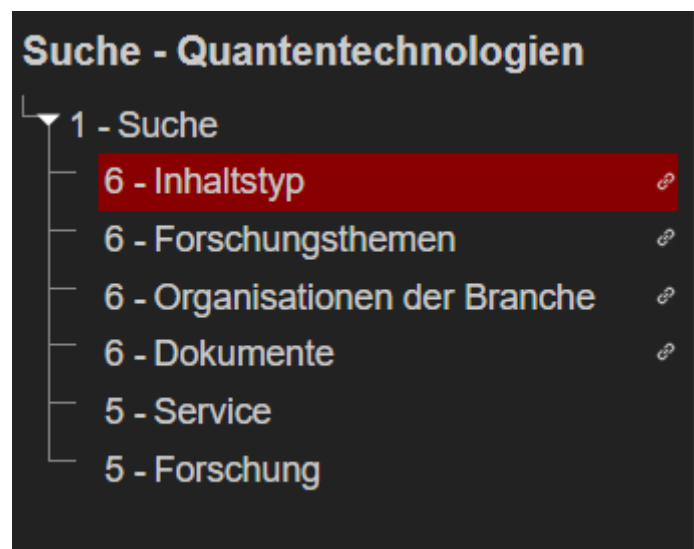 Suche - Quantentechnologien
1 - Suche
6 - Inhaltstyp
6 - Forschungsthemen
6 - Organisationen der Branche
6 - Dokumente
5 - Service
5 - Forschung